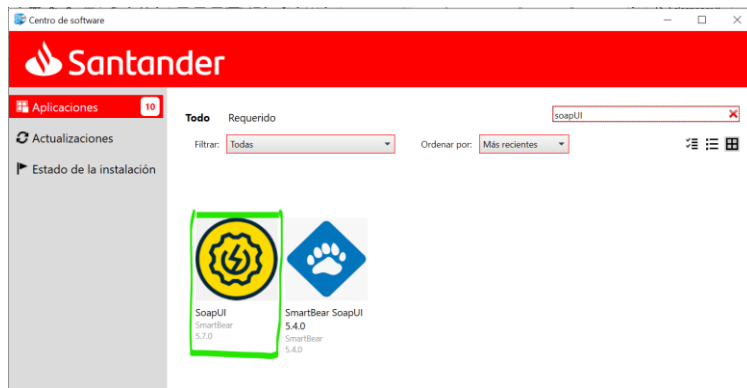 Centro de software
Santander
Aplicaciones 10
Actualizaciones
Estado de la instalación
Todo Requerido
soapUI
Filtrar: Todas
Ordenar por: Más recientes
SoapUI
SmartBear
5.7.0
SmartBear SoapUI
5.4.0
SmartBear
5.4.0